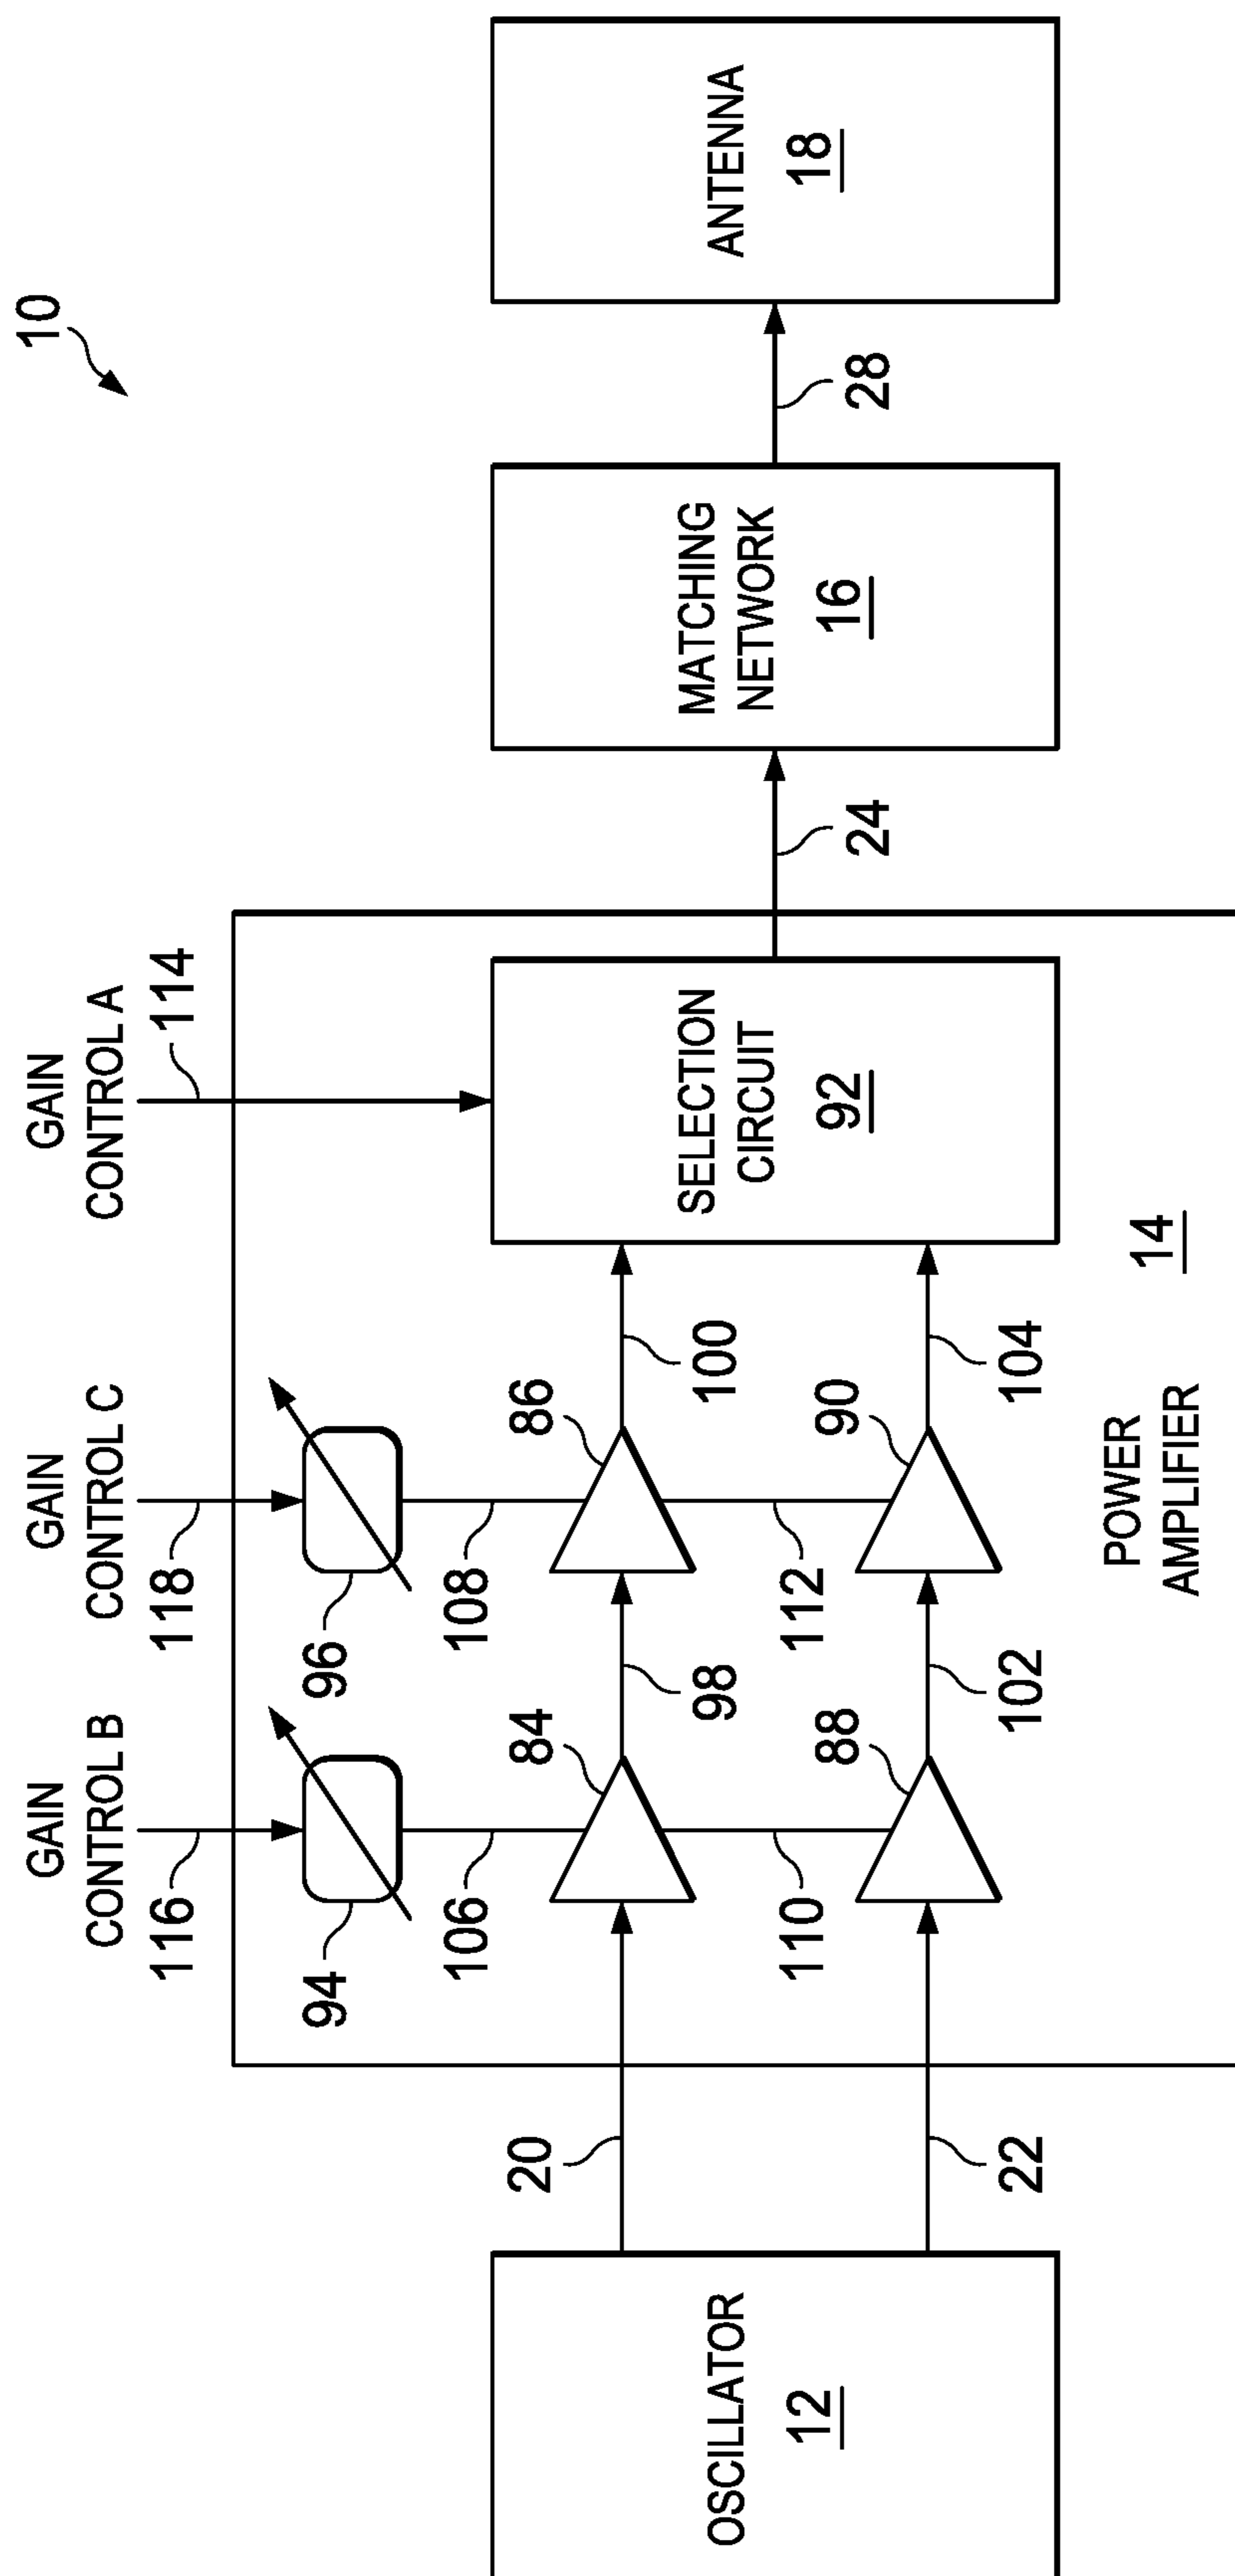 10
GAIN
CONTROL B
GAIN
CONTROL C
GAIN
CONTROL A
116
118
114
94
96
106
108
20
84
86
98
100
110
112
88
90
22
102
104
24
28
OSCILLATOR
12
SELECTION
CIRCUIT
92
MATCHING
NETWORK
16
ANTENNA
18
POWER
AMPLIFIER
14